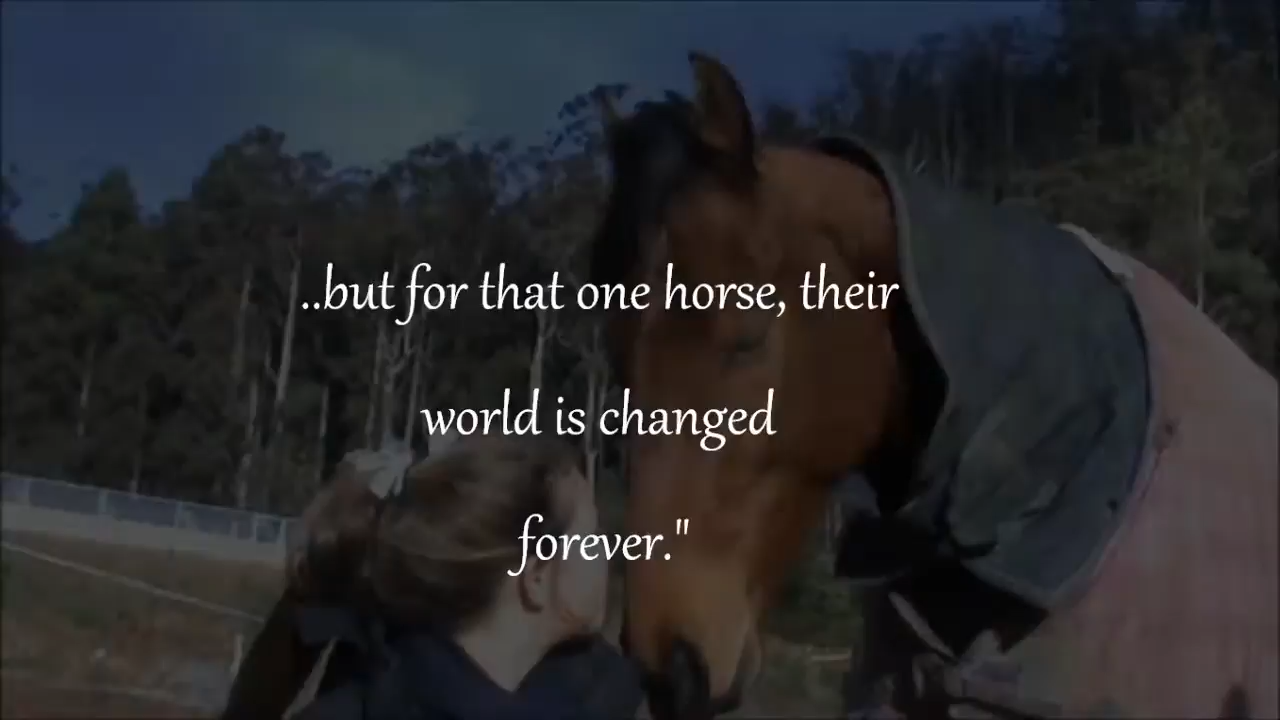 ..but for that one horse, their
world is changed
forever."